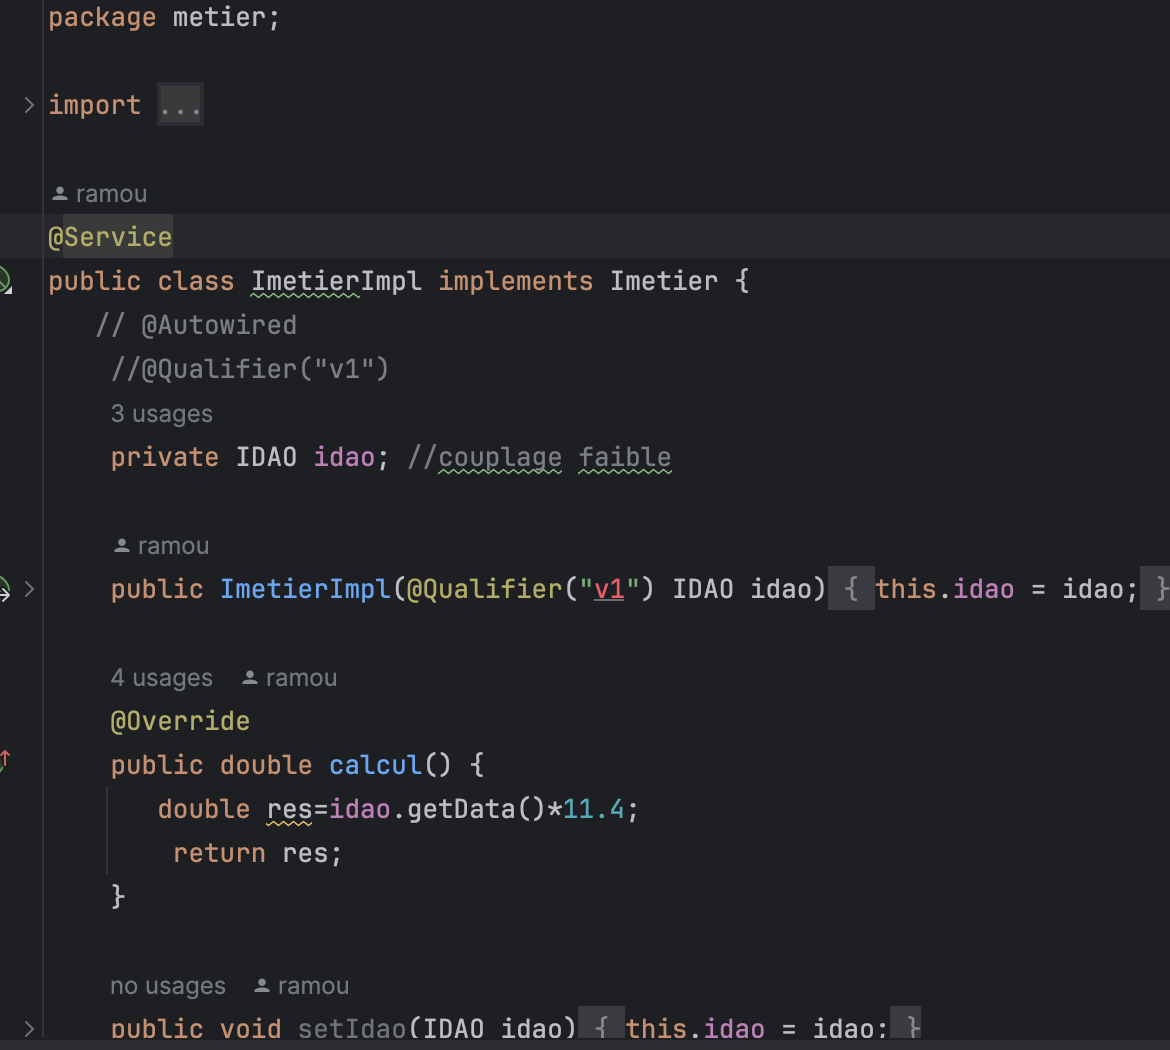 package metier;
import ...
ramou
@Service
public class ImetierImpl implements Imetier {
// @Autowired
//@Qualifier("v1")
3 usages
private IDAO idao; //couplage faible
ramou
public ImetierImpl(@Qualifier("v1") IDAO idao) { this.idao = idao; }
4 usages ramou
@Override
public double calcul() {
double res=idao.getData()*11.4;
return res;
}
no usages ramou
public void setIdao(IDAO idao) { this.idao = idao; }